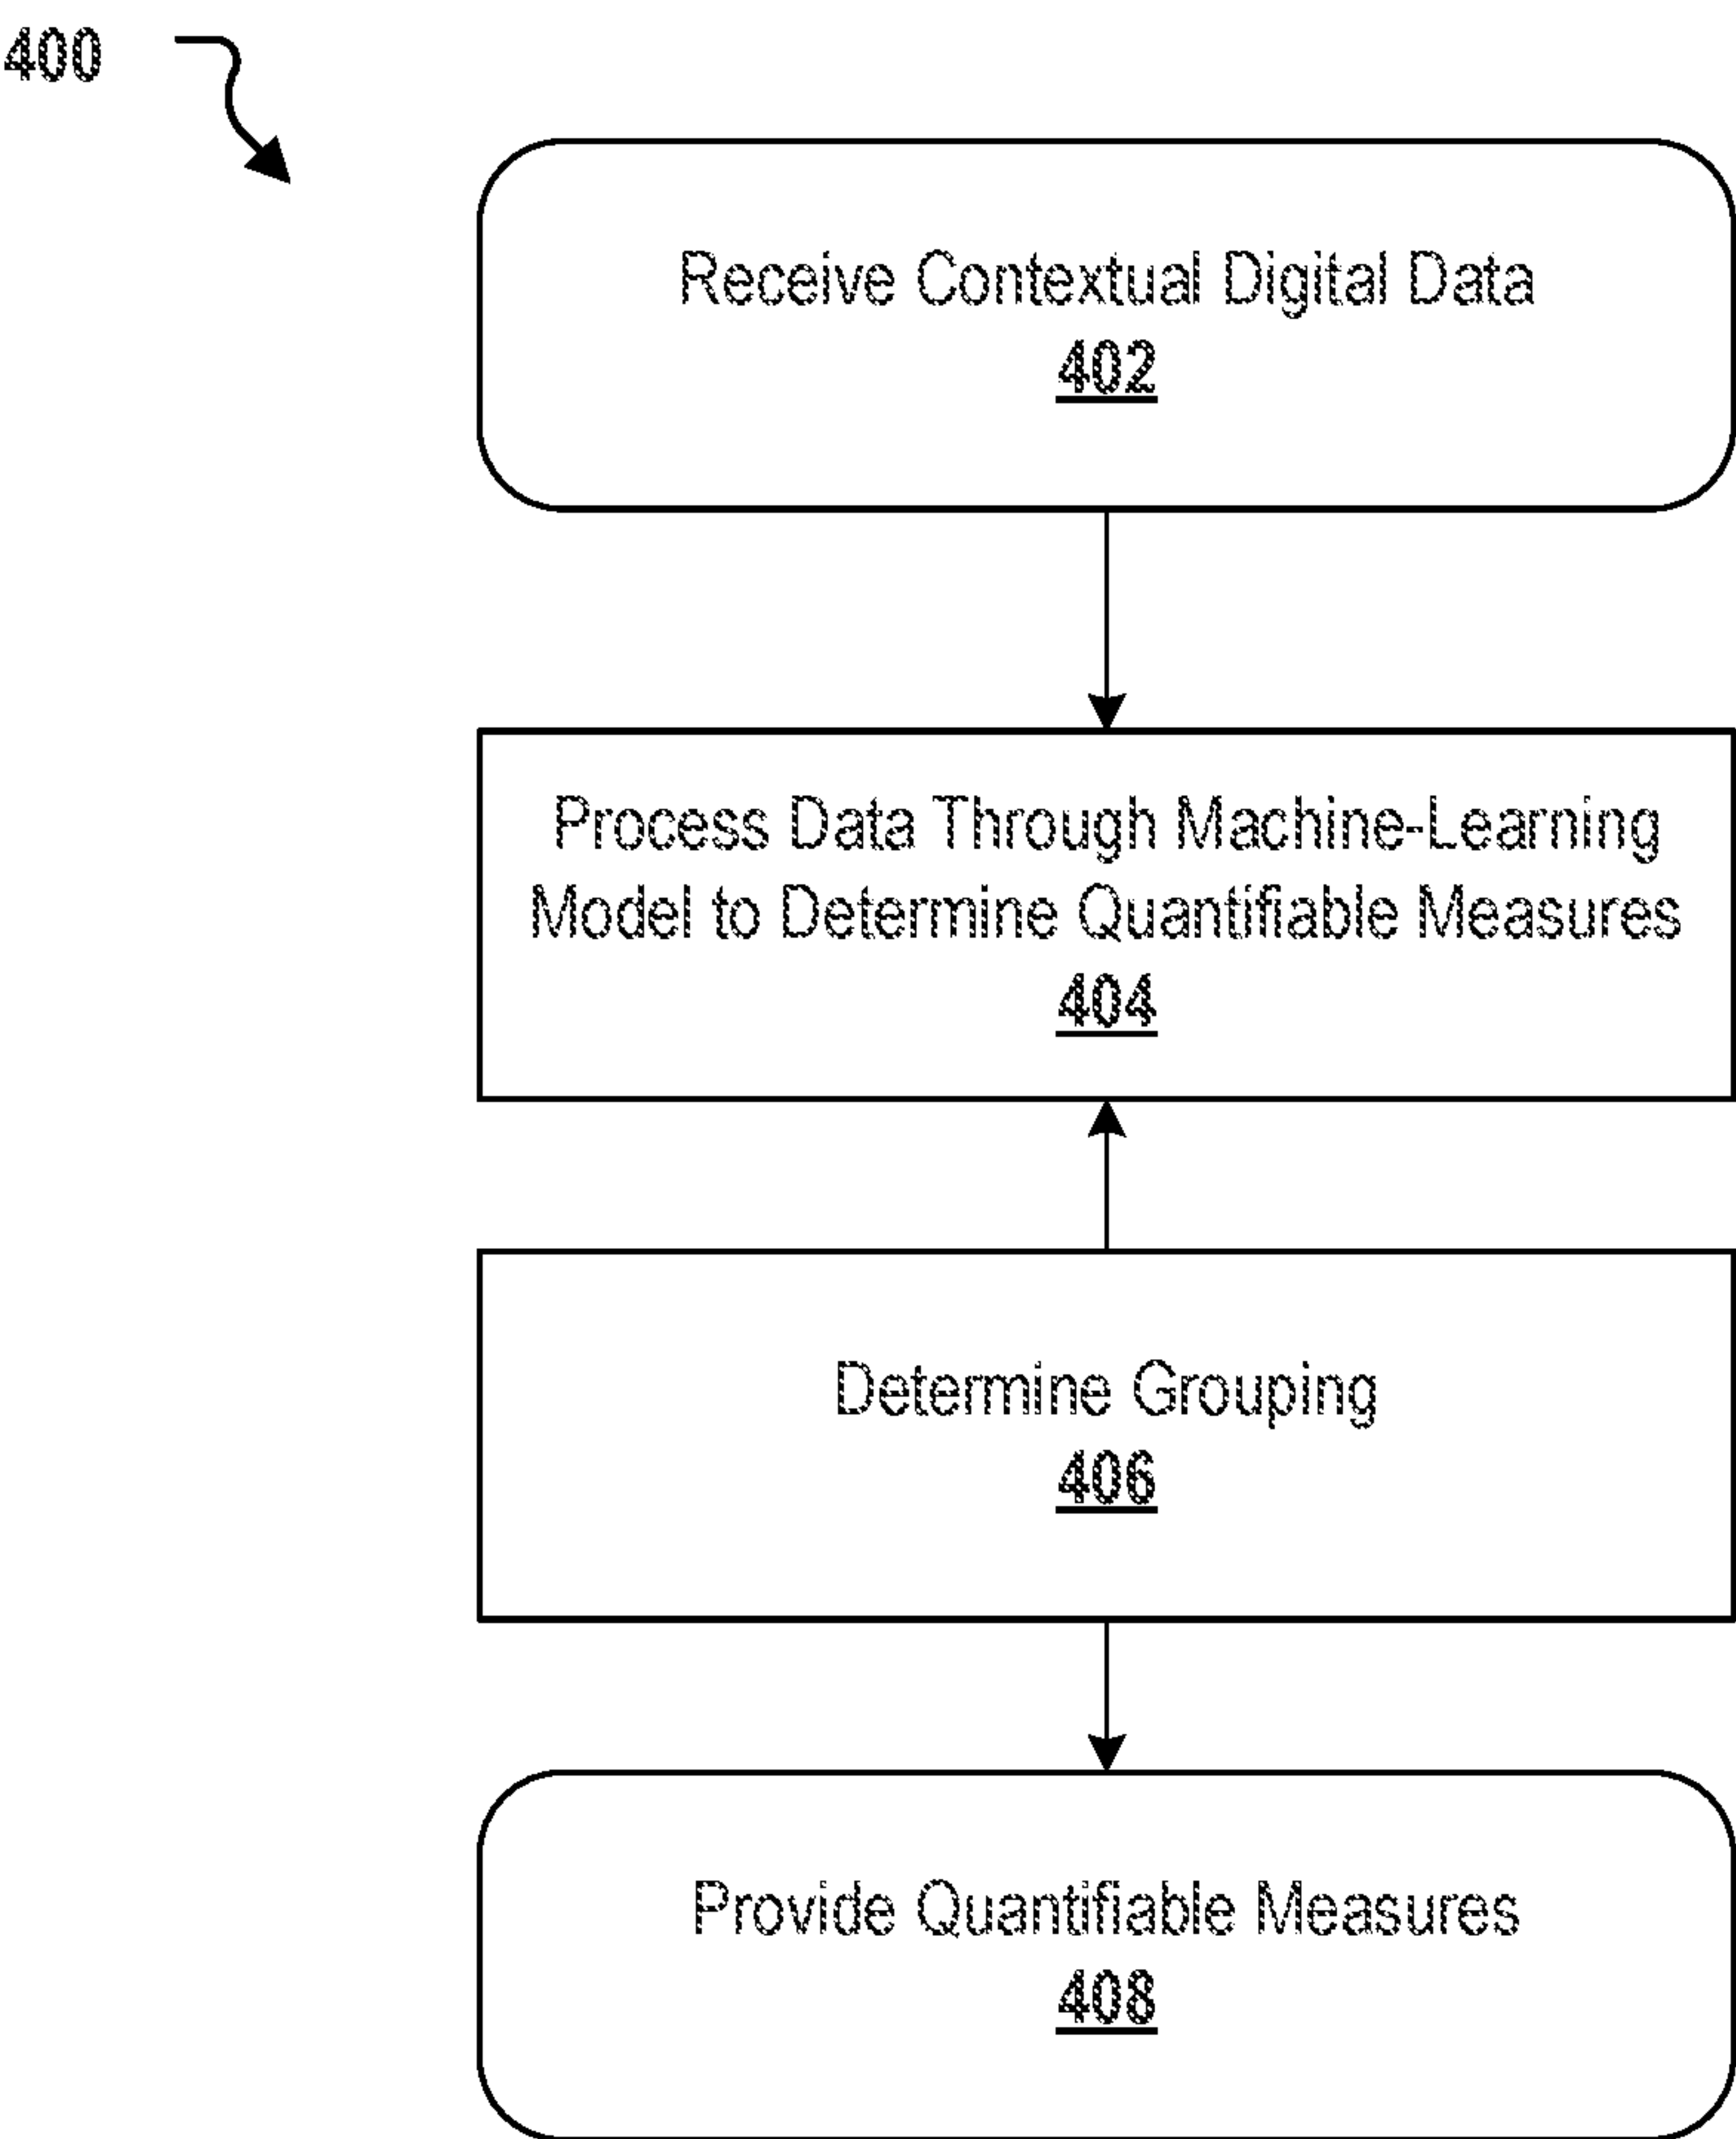 400
Receive Contextual Digital Data
402
Process Data Through Machine-Learning
Model to Determine Quantifiable Measures
404
Determine Grouping
406
Provide Quantifiable Measures
408